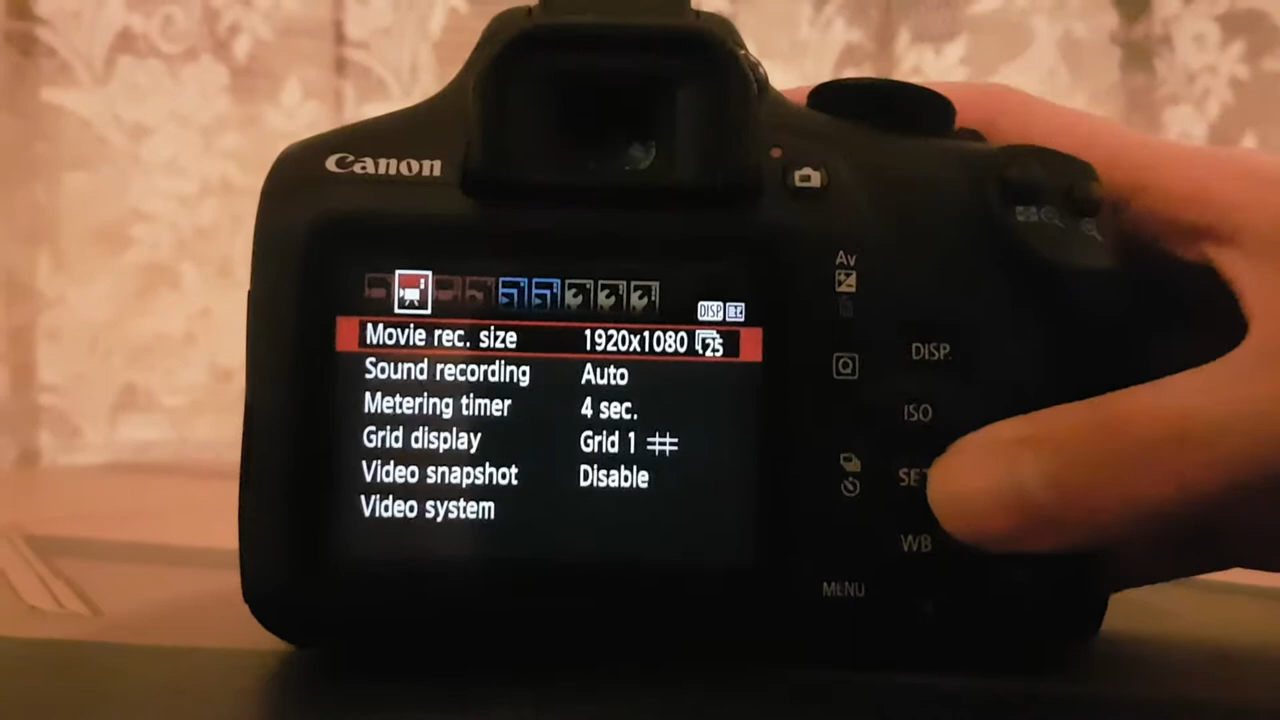 Canon
DISP
Movie rec. size 1920x1080 25
Sound recording Auto
Metering timer 4 sec.
Grid display Grid 1
Video snapshot Disable
Video system
Av
Q
DISP.
ISO
SET
WB
MENU